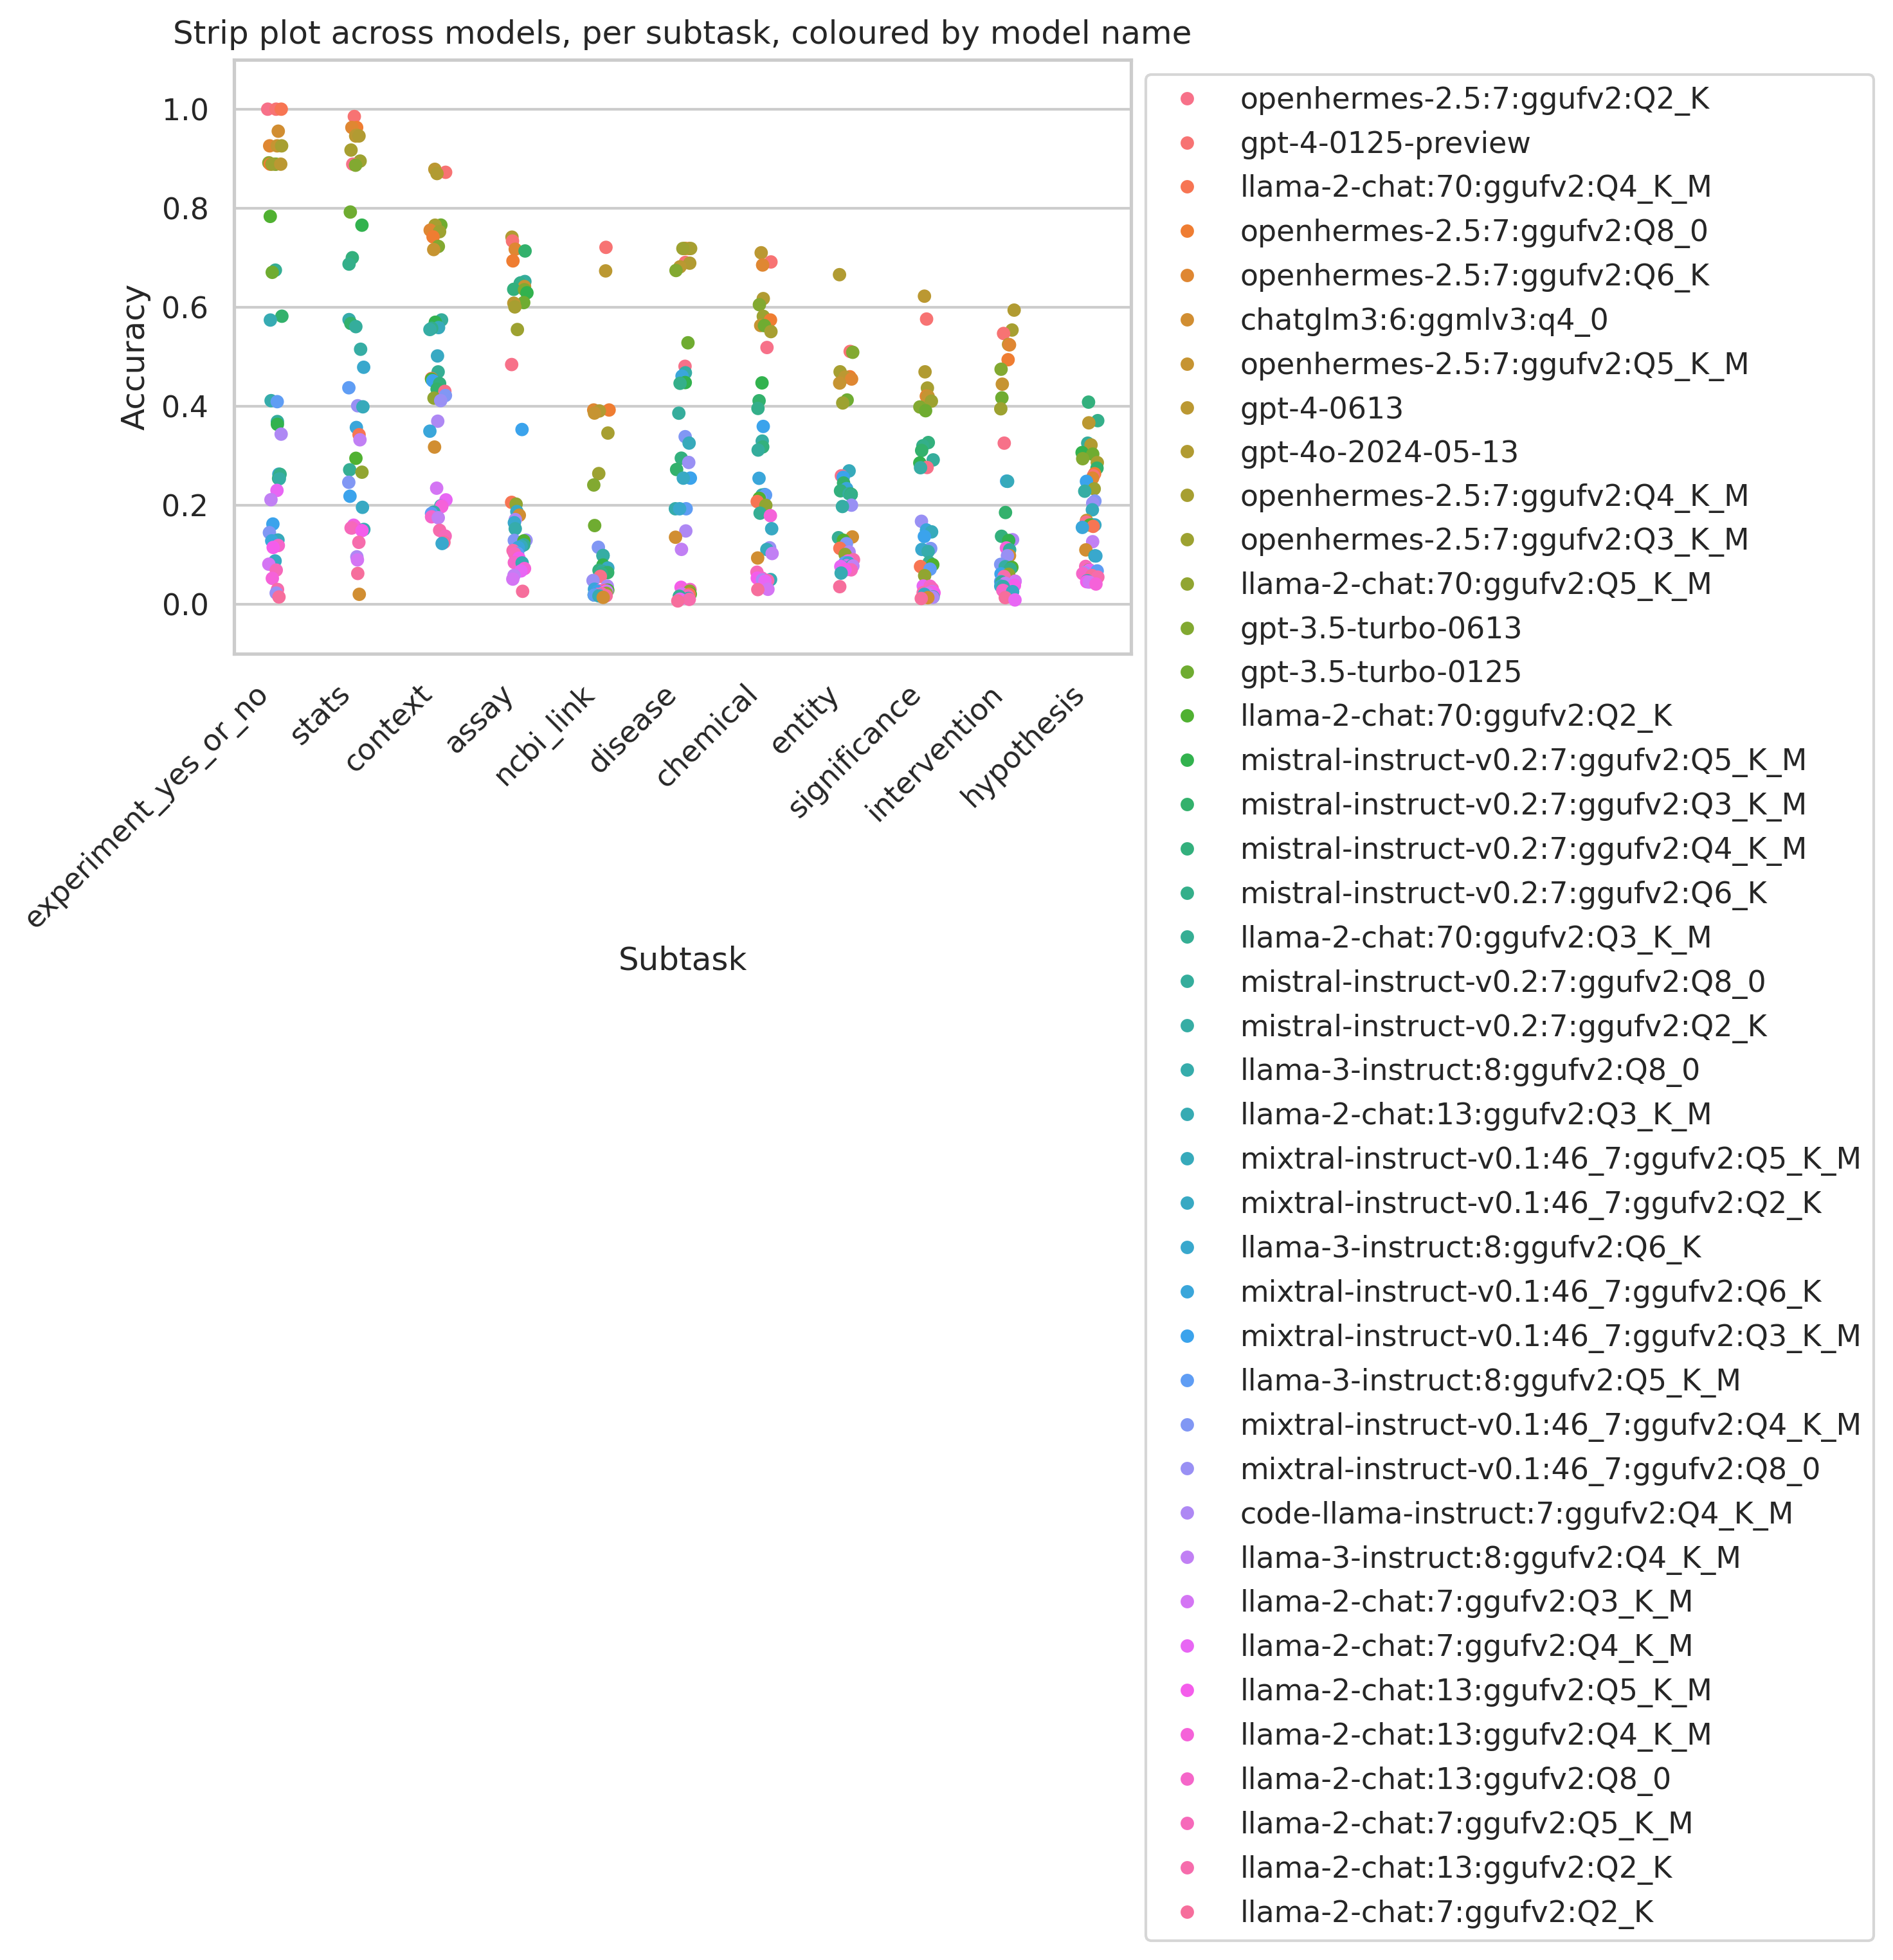 Strip plot across models, per subtask, coloured by model name
Accuracy
1.0
0.8
0.6
0.4
0.2
0.0
experiment_yes_or_no
stats
context
assay
ncbi_link
disease
chemical
entity
significance
intervention
hypothesis
Subtask
openhermes-2.5:7:ggufv2:Q2_K
gpt-4-0125-preview
llama-2-chat:70:ggufv2:Q4_K_M
openhermes-2.5:7:ggufv2:Q8_0
openhermes-2.5:7:ggufv2:Q6_K
chatglm3:6:ggmlv3:q4_0
openhermes-2.5:7:ggufv2:Q5_K_M
gpt-4-0613
gpt-4o-2024-05-13
openhermes-2.5:7:ggufv2:Q4_K_M
openhermes-2.5:7:ggufv2:Q3_K_M
llama-2-chat:70:ggufv2:Q5_K_M
gpt-3.5-turbo-0613
gpt-3.5-turbo-0125
llama-2-chat:70:ggufv2:Q2_K
mistral-instruct-v0.2:7:ggufv2:Q5_K_M
mistral-instruct-v0.2:7:ggufv2:Q3_K_M
mistral-instruct-v0.2:7:ggufv2:Q4_K_M
mistral-instruct-v0.2:7:ggufv2:Q6_K
llama-2-chat:70:ggufv2:Q3_K_M
mistral-instruct-v0.2:7:ggufv2:Q8_0
mistral-instruct-v0.2:7:ggufv2:Q2_K
llama-3-instruct:8:ggufv2:Q8_0
llama-2-chat:13:ggufv2:Q3_K_M
mixtral-instruct-v0.1:46_7:ggufv2:Q5_K_M
mixtral-instruct-v0.1:46_7:ggufv2:Q2_K
llama-3-instruct:8:ggufv2:Q6_K
mixtral-instruct-v0.1:46_7:ggufv2:Q6_K
mixtral-instruct-v0.1:46_7:ggufv2:Q3_K_M
llama-3-instruct:8:ggufv2:Q5_K_M
mixtral-instruct-v0.1:46_7:ggufv2:Q4_K_M
mixtral-instruct-v0.1:46_7:ggufv2:Q8_0
code-llama-instruct:7:ggufv2:Q4_K_M
llama-3-instruct:8:ggufv2:Q4_K_M
llama-2-chat:7:ggufv2:Q3_K_M
llama-2-chat:7:ggufv2:Q4_K_M
llama-2-chat:13:ggufv2:Q5_K_M
llama-2-chat:13:ggufv2:Q4_K_M
llama-2-chat:13:ggufv2:Q8_0
llama-2-chat:7:ggufv2:Q5_K_M
llama-2-chat:13:ggufv2:Q2_K
llama-2-chat:7:ggufv2:Q2_K